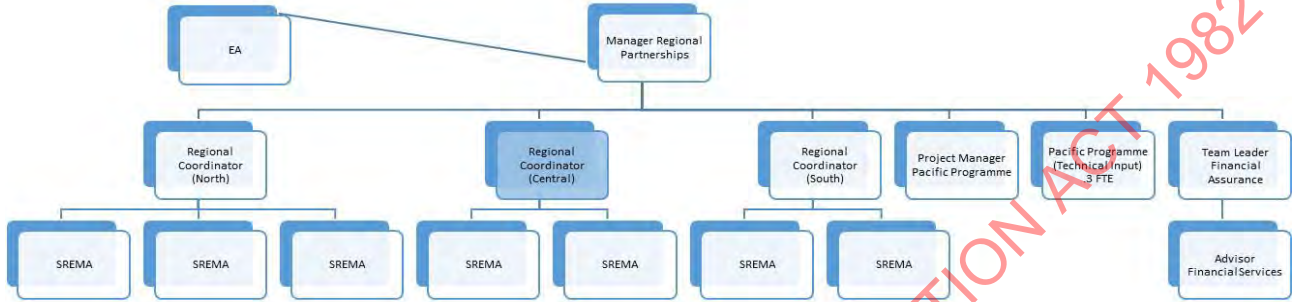 EA
Manager Regional
Partnerships
Regional
Coordinator
(North)
Regional
Coordinator
(Central)
Regional
Coordinator
(South)
Project Manager
Pacific Programme
Pacific Programme
(Technical Input)
3 FTE
Team Leader
Financial
Assurance
SREMA
SREMA
SREMA
SREMA
SREMA
SREMA
SREMA
Advisor
Financial Services
TION ACT 1982